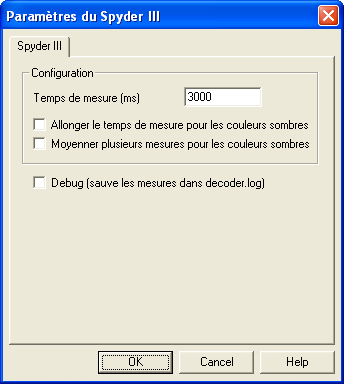 Paramètres du Spyder III
Spyder III
Configuration
Temps de mesure (ms) 3000
Allonger le temps de mesure pour les couleurs sombres
Moyenner plusieurs mesures pour les couleurs sombres
Debug (sauve les mesures dans decoder.log)
OK Cancel Help